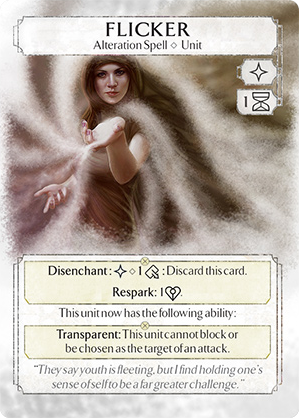 FLICKER
Alteration Spell ◇ Unit
1
Disenchant: ◇ 1 : Discard this card.
Respark: 1
This unit now has the following ability:
Transparent: This unit cannot block or
be chosen as the target of an attack.
“They say youth is fleeting, but I find holding one’s
sense of self to be a far greater challenge.”